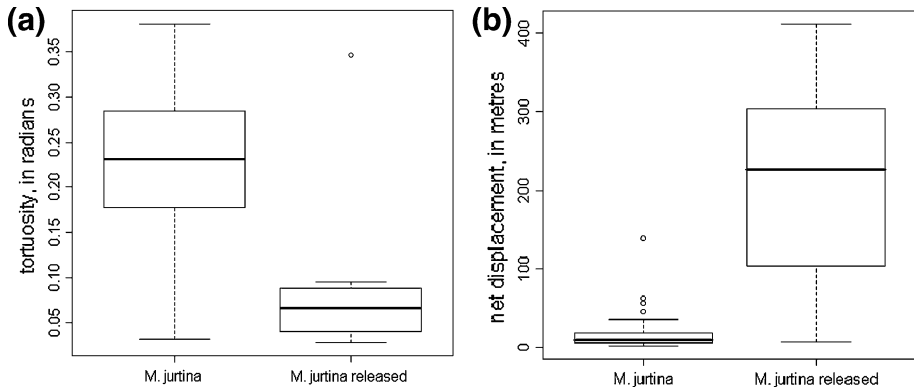 (a)
tortuosity, in radians
0.35
0.30
0.25
0.20
0.15
0.10
0.05
M. jurtina
M. jurtina released
(b)
net displacement, in metres
400
300
200
100
0
M. jurtina
M. jurtina released